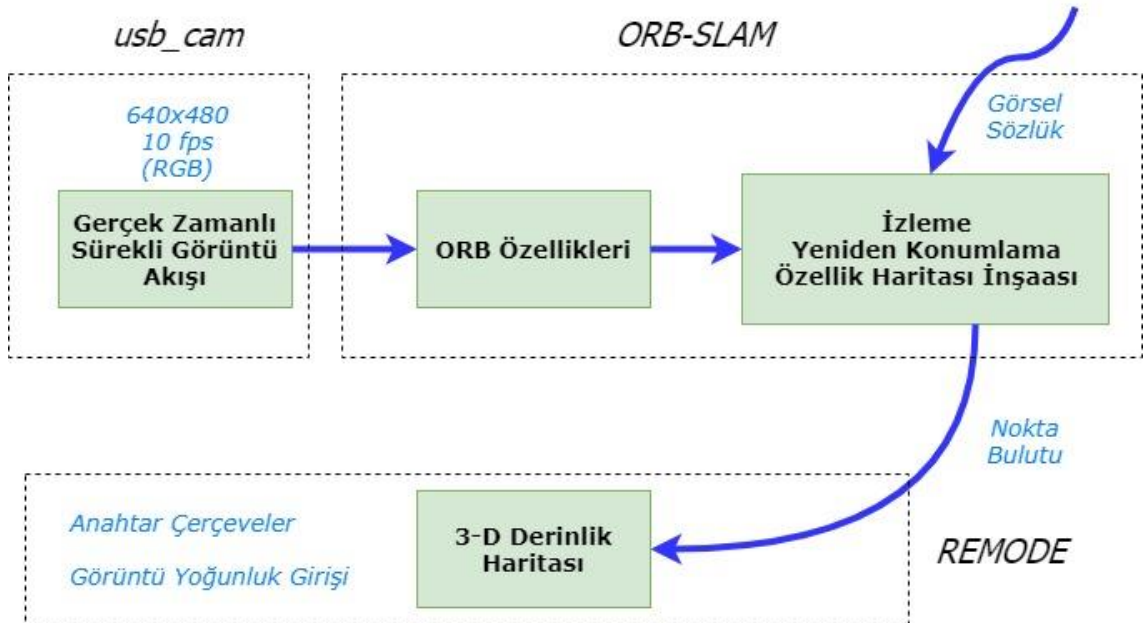 usb_cam
ORB-SLAM
640x480
10 fps
(RGB)
Görsel
Sözlük
Gerçek Zamanlı
Sürekli Görüntü
Akışı
ORB Özellikleri
İzleme
Yeniden Konumlama
Özellik Haritası İnşaası
Nokta
Bulutu
Anahtar Çerçeveler
Görüntü Yoğunluk Girişi
3-D Derinlik
Haritası
REMODE